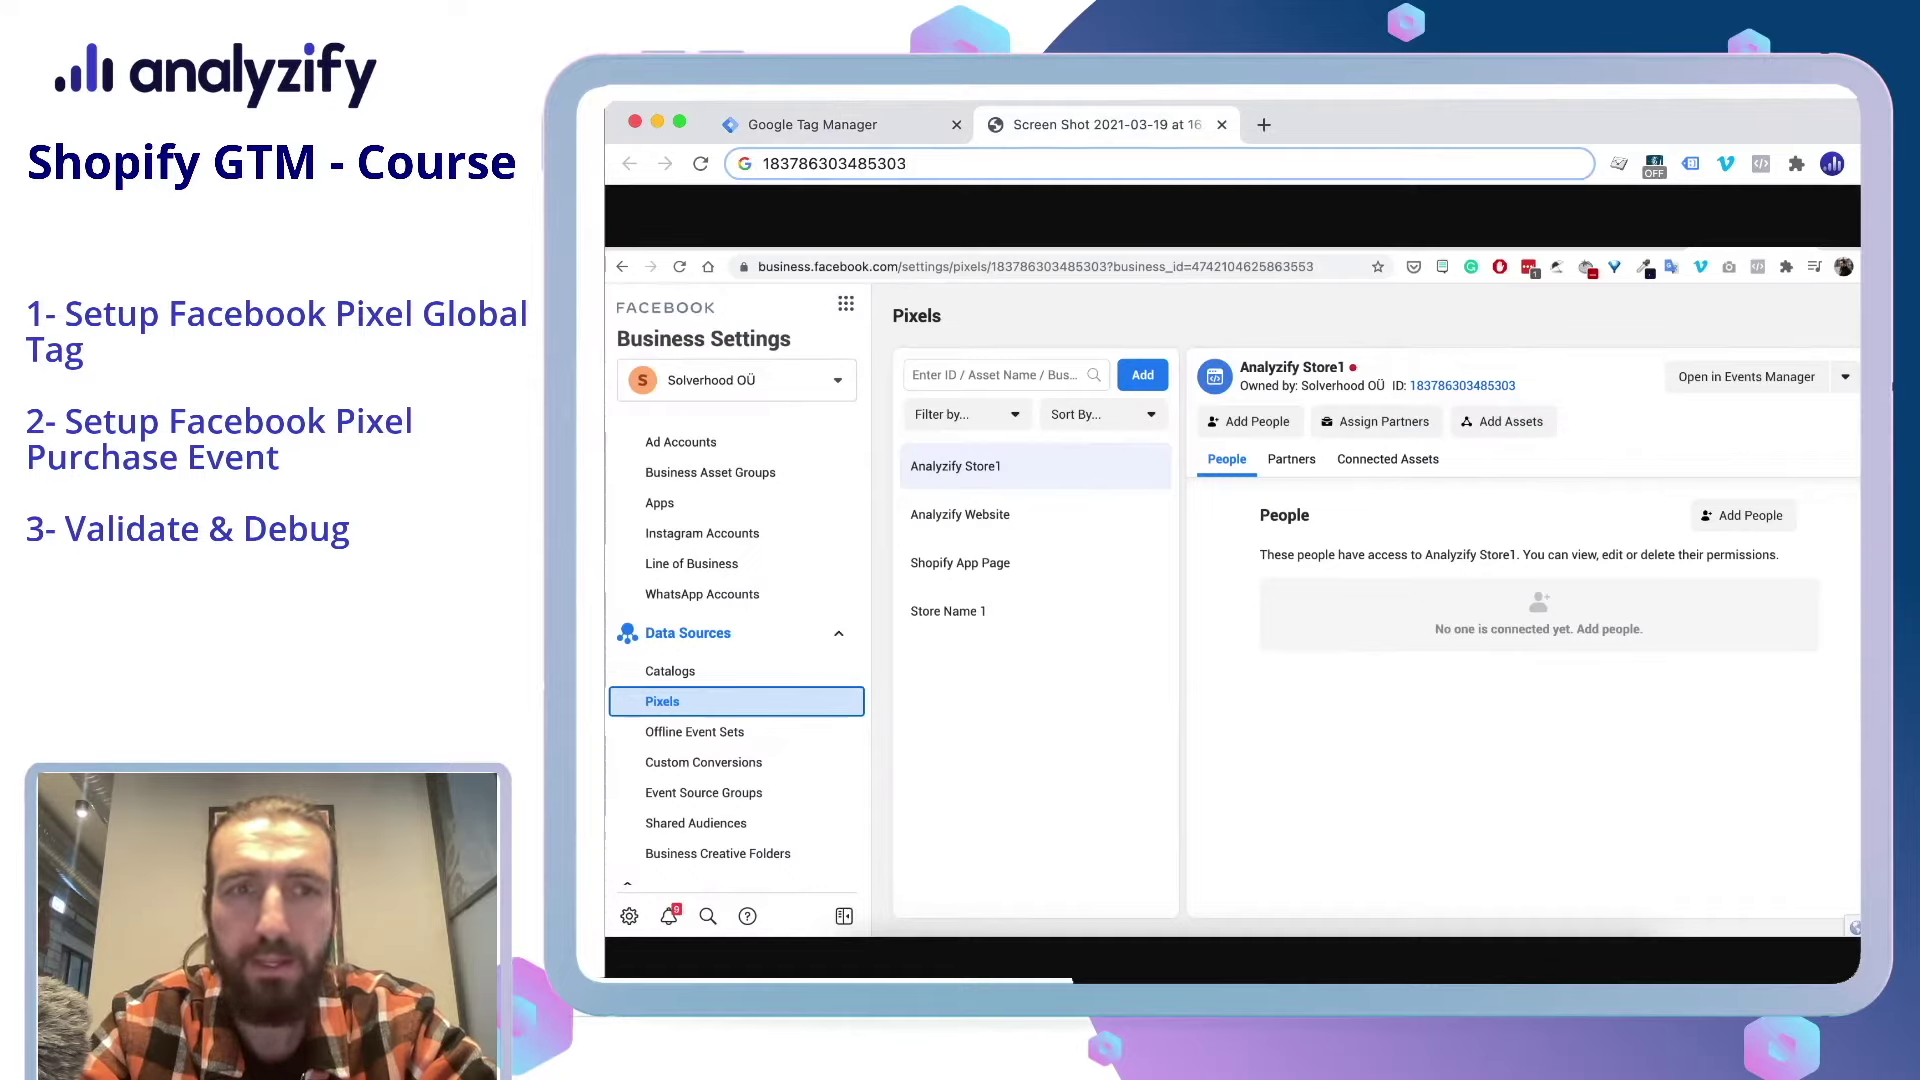 analyzify
Shopify GTM - Course
1- Setup Facebook Pixel Global
Tag
2- Setup Facebook Pixel
Purchase Event
3- Validate & Debug
Google Tag Manager
Screen Shot 2021-03-19 at 16
183786303485303
OFF
business.facebook.com/settings/pixels/183786303485303?business_id=4742104625863553
1
FACEBOOK
Business Settings
S Solverhood OÜ
Ad Accounts
Business Asset Groups
Apps
Instagram Accounts
Line of Business
WhatsApp Accounts
Data Sources
Catalogs
Pixels
Offline Event Sets
Custom Conversions
Event Source Groups
Shared Audiences
Business Creative Folders
9
Pixels
Enter ID / Asset Name / Bus...
Add
Filter by...
Sort By...
Analyzify Store1
Analyzify Website
Shopify App Page
Store Name 1
Analyzify Store1
Owned by: Solverhood OÜ ID: 183786303485303
Open in Events Manager
Add People
Assign Partners
Add Assets
People
Partners
Connected Assets
People
Add People
These people have access to Analyzify Store1. You can view, edit or delete their permissions.
No one is connected yet. Add people.